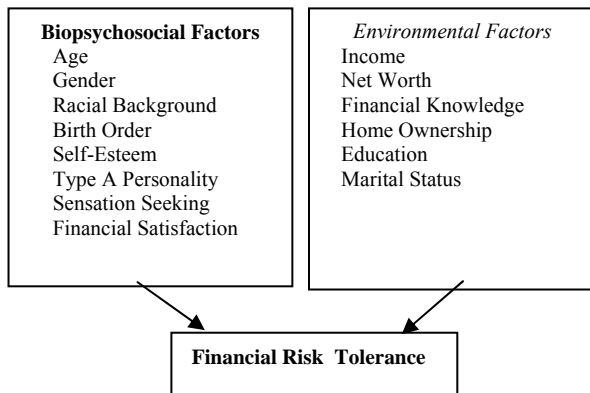 Biopsychosocial Factors
Age
Gender
Racial Background
Birth Order
Self-Esteem
Type A Personality
Sensation Seeking
Financial Satisfaction
Environmental Factors
Income
Net Worth
Financial Knowledge
Home Ownership
Education
Marital Status
Financial Risk Tolerance